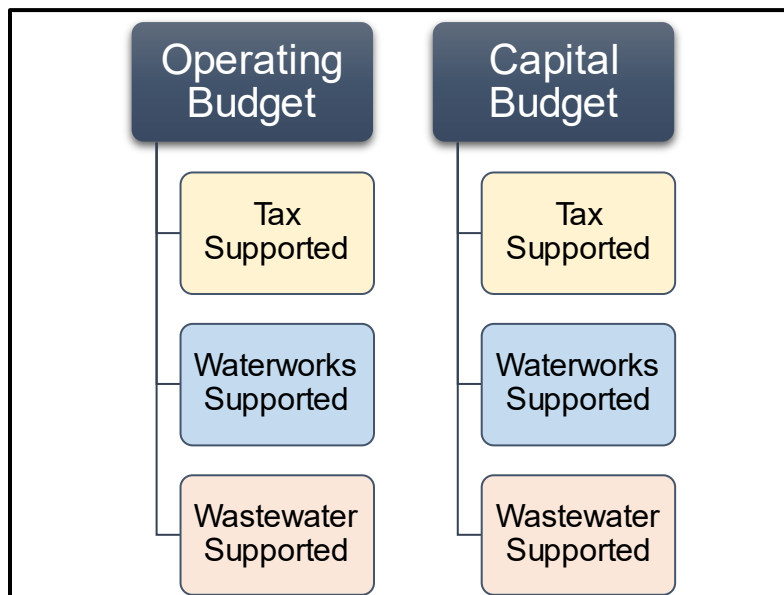 Operating
Budget
Tax
Supported
Waterworks
Supported
Wastewater
Supported
Capital
Budget
Tax
Supported
Waterworks
Supported
Wastewater
Supported